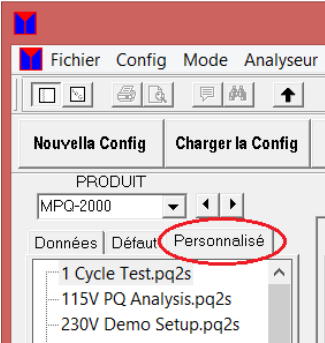 Fichier Config Mode Analyseur
Nouvella Config Charger la Config
PRODUIT
MPQ-2000
Données Défaut Personnalisé
1 Cycle Test.pq2s
115V PQ Analysis.pq2s
230V Demo Setup.pq2s